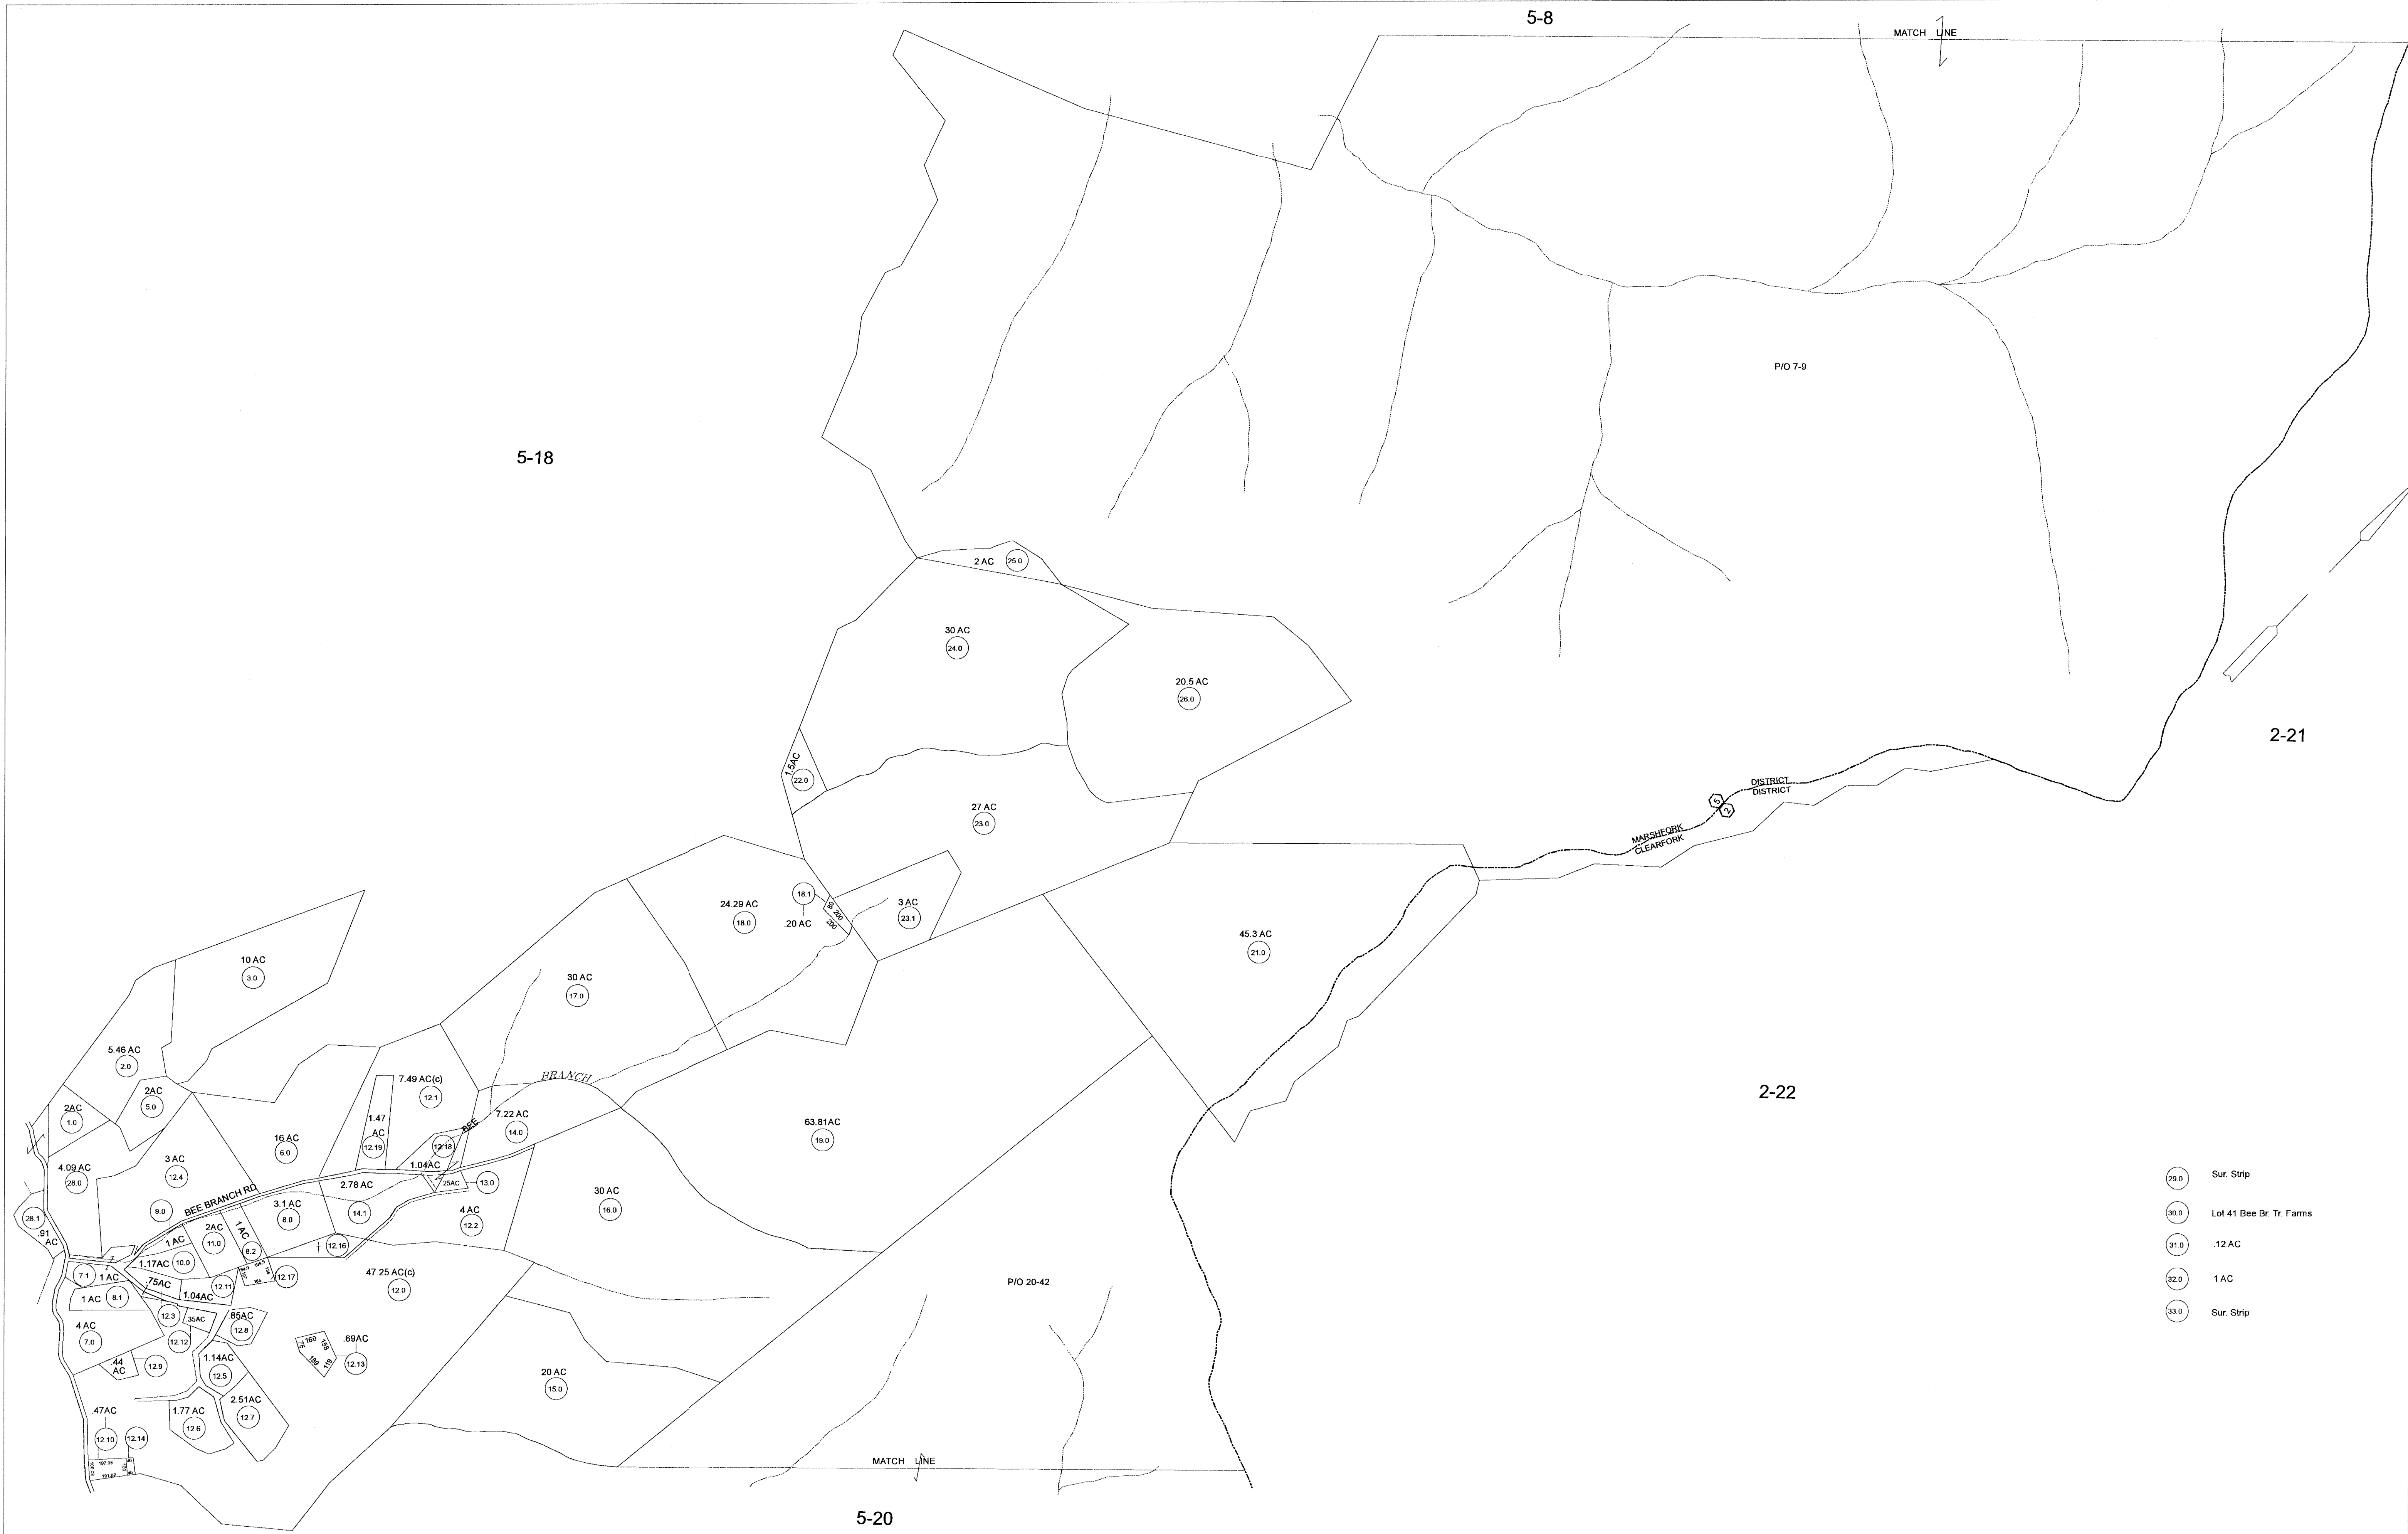 5-8
MATCH LINE
P/O 7-9
5-18
2 AC 25.0
30 AC
24.0
20.5 AC
26.0
2-21
1.5AC
22.0
27 AC
23.0
DISTRICT
DISTRICT
5
2
MARSHFORK
CLEARFORK
24.29 AC
18.0
18.1
.20 AC
200
200
3 AC
23.1
45.3 AC
21.0
10 AC
3.0
30 AC
17.0
5.46 AC
2.0
2AC
5.0
2AC
1.0
7.49 AC(c)
12.1
BRANCH
BEE
1.47
AC
12.19
7.22 AC
14.0
12.18
1.04AC
63.81AC
19.0
2-22
16 AC
6.0
3 AC
12.4
4.09 AC
28.0
28.1
.91
AC
BEE BRANCH RD
9.0
2.78 AC
14.1
25AC
13.0
3.1 AC
8.0
4 AC
12.2
30 AC
16.0
2AC
11.0
1 AC
8.2
1 AC
10.0
1.17AC
12.16
7.1
1 AC
.75AC
1.04AC
12.11
12.17
47.25 AC(c)
12.0
1 AC 8.1
12.3
35AC
.85AC
12.8
12.12
4 AC
7.0
.44
AC
12.9
1.14AC
12.5
160
75
158
189
119
.69AC
12.13
P/O 20-42
20 AC
15.0
2.51AC
12.7
1.77 AC
12.6
.47AC
12.10
12.14
191.02
MATCH LINE
5-20
29.0 Sur. Strip
30.0 Lot 41 Bee Br. Tr. Farms
31.0 .12 AC
32.0 1 AC
33.0 Sur. Strip